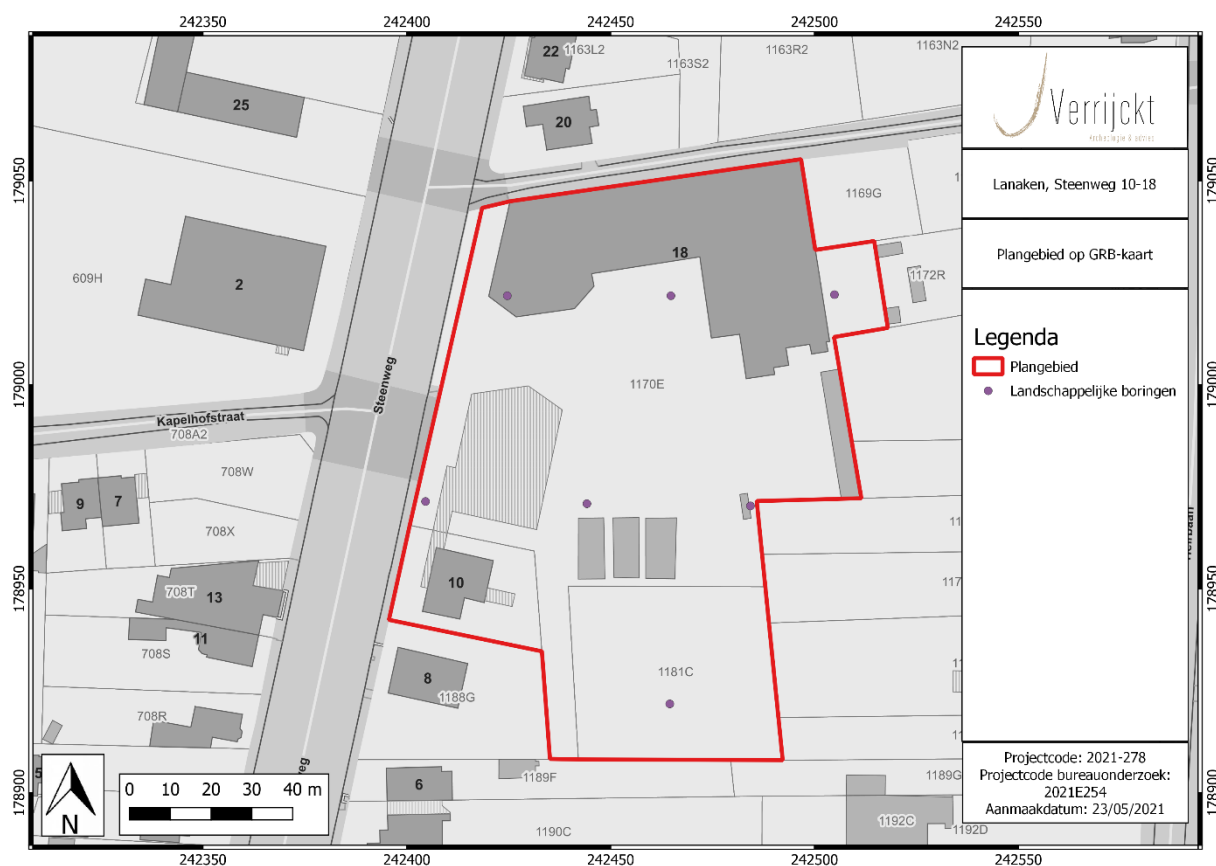 242350 242400 242450 242500 242550
179050
179000
178950
178900
25
22
1163L2
1163S2
1163R2
1163N2
20
2
609H
18
1169G
1172R
1170E
Steenweg
Kapelhofstraat
708A2
708W
708X
9
7
708T
13
11
708S
708R
10
8
1188G
1181C
6
1189F
1190C
1189G
1192C
1192D
Verrijckt
Archeologie & advies
Lanaken, Steenweg 10-18
Plangebied op GRB-kaart
Legenda
Plangebied
Landschappelijke boringen
Projectcode: 2021-278
Projectcode bureauonderzoek:
2021E254
Aanmaakdatum: 23/05/2021
N
0 10 20 30 40 m
179050
179000
178950
178900
242350 242400 242450 242500 242550